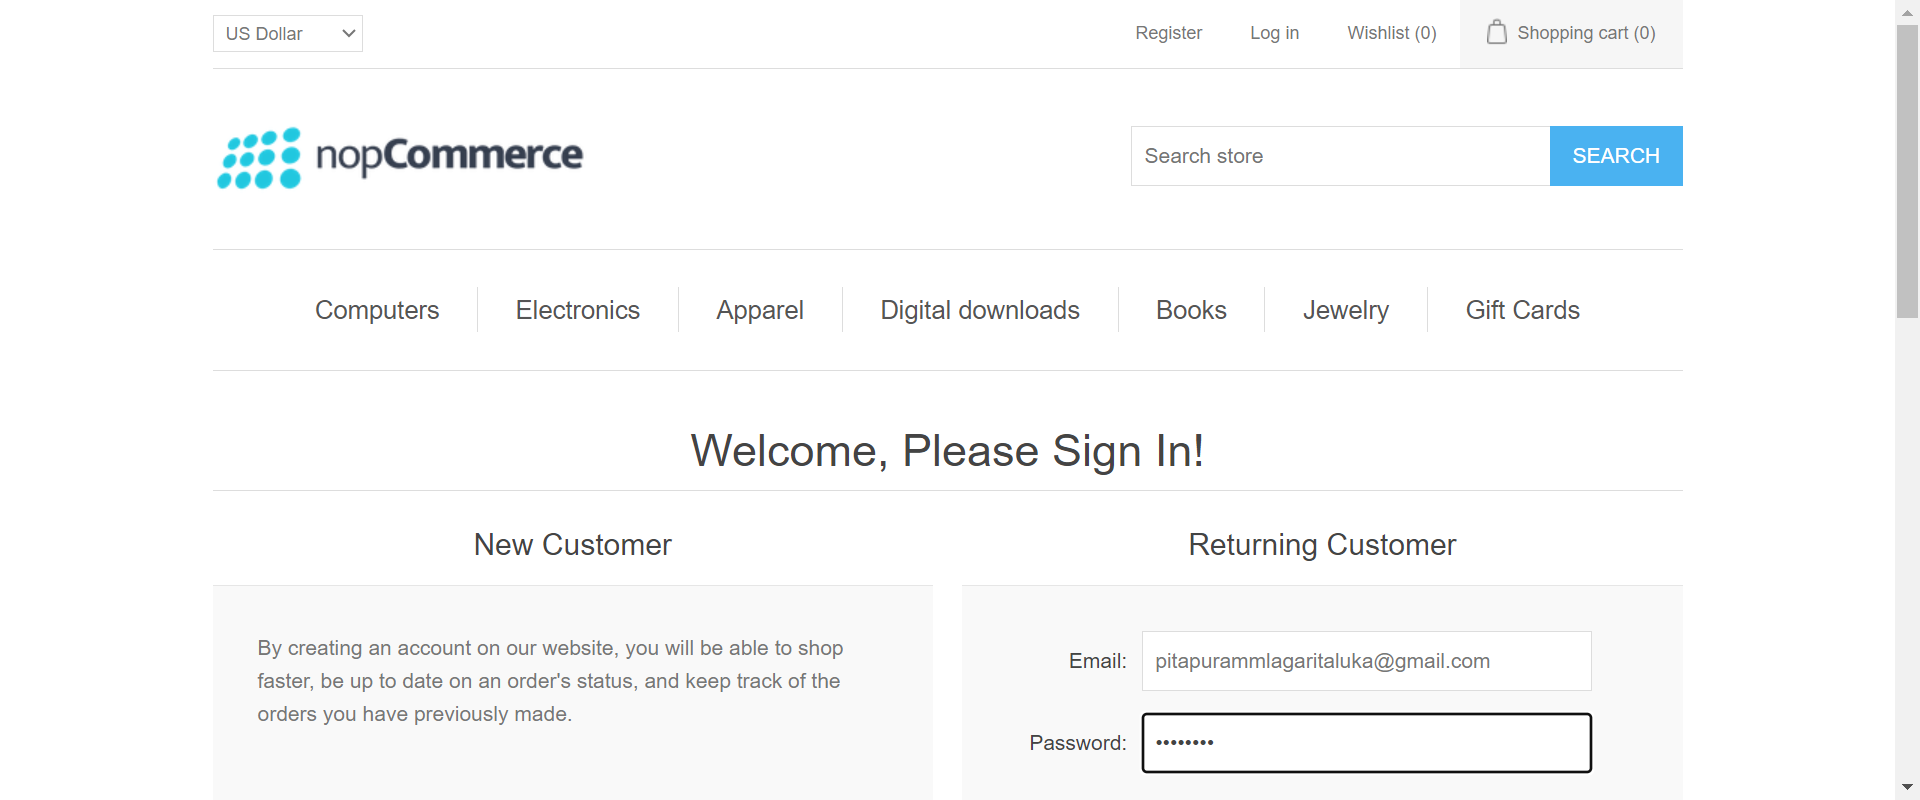 US Dollar
Register
Log in
Wishlist (0)
Shopping cart (0)
nopCommerce
Search store
SEARCH
Computers
Electronics
Apparel
Digital downloads
Books
Jewelry
Gift Cards
Welcome, Please Sign In!
New Customer
By creating an account on our website, you will be able to shop
faster, be up to date on an order's status, and keep track of the
orders you have previously made.
Returning Customer
Email:
pitapurammlagaritaluka@gmail.com
Password:
••••••••